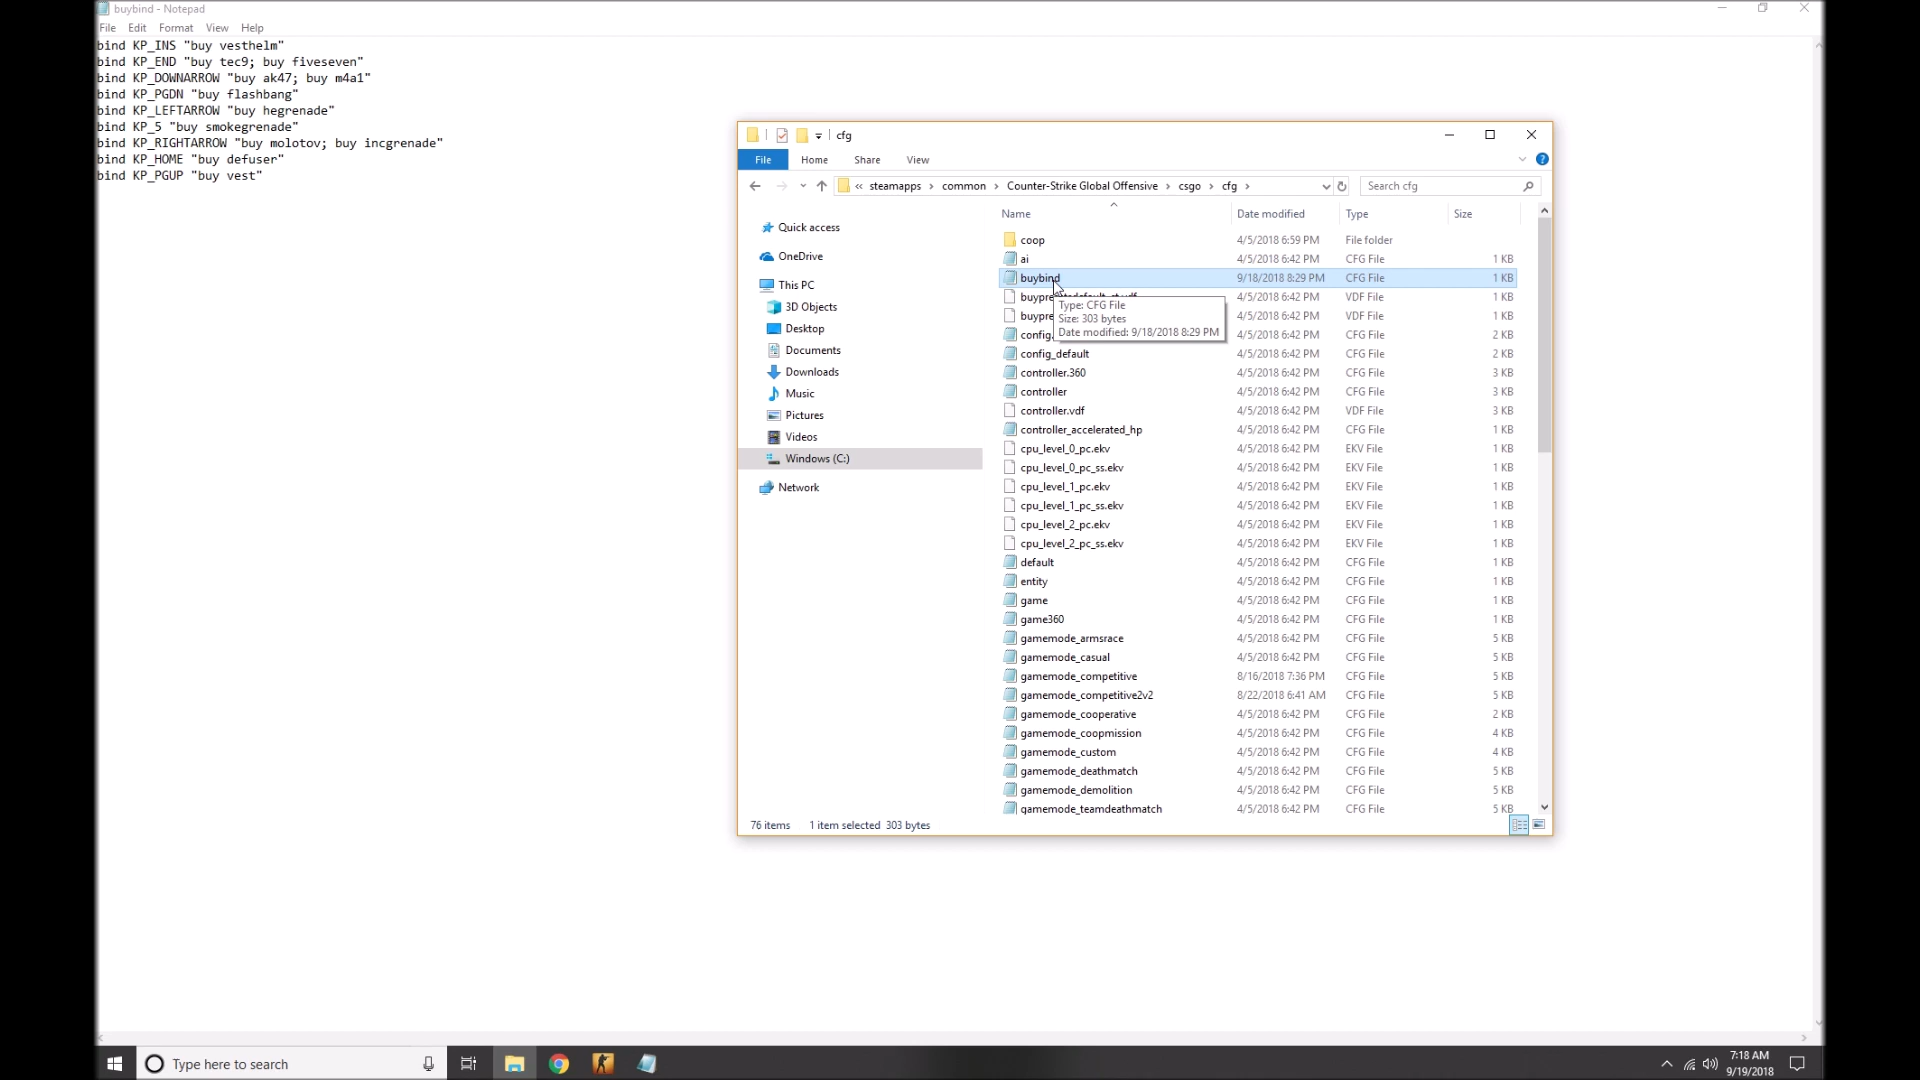 buybind - Notepad
File Edit Format View Help
bind KP_INS "buy vesthelm"
bind KP_END "buy tec9; buy fiveseven"
bind KP_DOWNARROW "buy ak47; buy m4a1"
bind KP_PGDN "buy flashbang"
bind KP_LEFTARROW "buy hegrenade"
bind KP_5 "buy smokegrenade"
bind KP_RIGHTARROW "buy molotov; buy incgrenade"
bind KP_HOME "buy defuser"
bind KP_PGUP "buy vest"
cfg
File Home Share View
« steamapps › common › Counter-Strike Global Offensive › csgo › cfg ›
Search cfg
Quick access
OneDrive
This PC
3D Objects
Desktop
Documents
Downloads
Music
Pictures
Videos
Windows (C:)
Network
Name Date modified Type Size
coop 4/5/2018 6:59 PM File folder
ai 4/5/2018 6:42 PM CFG File 1 KB
buybind 9/18/2018 8:29 PM CFG File 1 KB
4/5/2018 6:42 PM VDF File 1 KB
4/5/2018 6:42 PM VDF File 1 KB
Type: CFG File
Size: 303 bytes
Date modified: 9/18/2018 8:29 PM
4/5/2018 6:42 PM CFG File 2 KB
config_default 4/5/2018 6:42 PM CFG File 2 KB
controller.360 4/5/2018 6:42 PM CFG File 3 KB
controller 4/5/2018 6:42 PM CFG File 3 KB
controller.vdf 4/5/2018 6:42 PM VDF File 3 KB
controller_accelerated_hp 4/5/2018 6:42 PM CFG File 1 KB
cpu_level_0_pc.ekv 4/5/2018 6:42 PM EKV File 1 KB
cpu_level_0_pc_ss.ekv 4/5/2018 6:42 PM EKV File 1 KB
cpu_level_1_pc.ekv 4/5/2018 6:42 PM EKV File 1 KB
cpu_level_1_pc_ss.ekv 4/5/2018 6:42 PM EKV File 1 KB
cpu_level_2_pc.ekv 4/5/2018 6:42 PM EKV File 1 KB
cpu_level_2_pc_ss.ekv 4/5/2018 6:42 PM EKV File 1 KB
default 4/5/2018 6:42 PM CFG File 1 KB
entity 4/5/2018 6:42 PM CFG File 1 KB
game 4/5/2018 6:42 PM CFG File 1 KB
game360 4/5/2018 6:42 PM CFG File 1 KB
gamemode_armsrace 4/5/2018 6:42 PM CFG File 5 KB
gamemode_casual 4/5/2018 6:42 PM CFG File 5 KB
gamemode_competitive 8/16/2018 7:36 PM CFG File 5 KB
gamemode_competitive2v2 8/22/2018 6:41 AM CFG File 5 KB
gamemode_cooperative 4/5/2018 6:42 PM CFG File 2 KB
gamemode_coopmission 4/5/2018 6:42 PM CFG File 4 KB
gamemode_custom 4/5/2018 6:42 PM CFG File 4 KB
gamemode_deathmatch 4/5/2018 6:42 PM CFG File 5 KB
gamemode_demolition 4/5/2018 6:42 PM CFG File 5 KB
gamemode_teamdeathmatch 4/5/2018 6:42 PM CFG File 5 KB
76 items 1 item selected 303 bytes
Type here to search
7:18 AM
9/19/2018